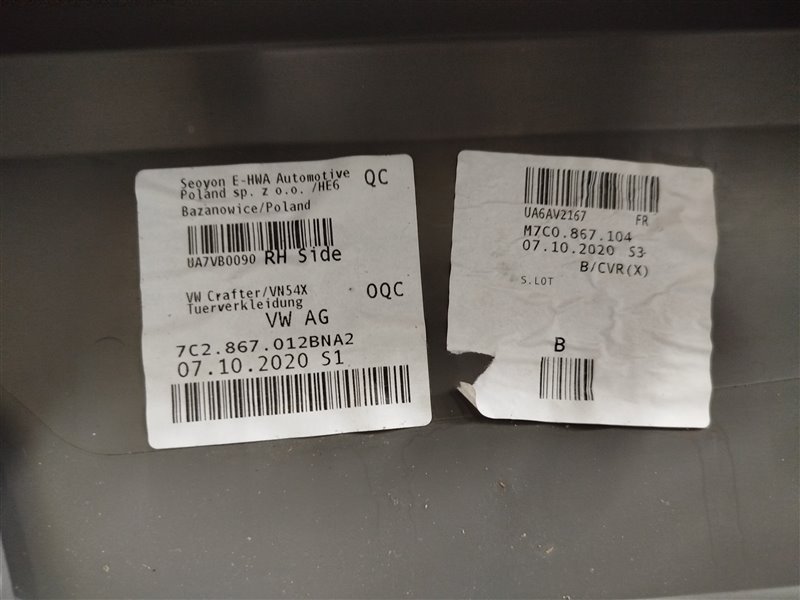 Seoyon E-HWA Automotive
Poland sp. z o.o. /HE6
QC
Bazanowice/Poland
UA7VB0090 RH Side
VW Crafter/VN54X
Tuerverkleidung
OQC
VW AG
7C2.867.012BNA2
07.10.2020 S1
UA6AV2167 FR
M7C0.867.104
07.10.2020 S3
B/CVR(X)
S.LOT
B